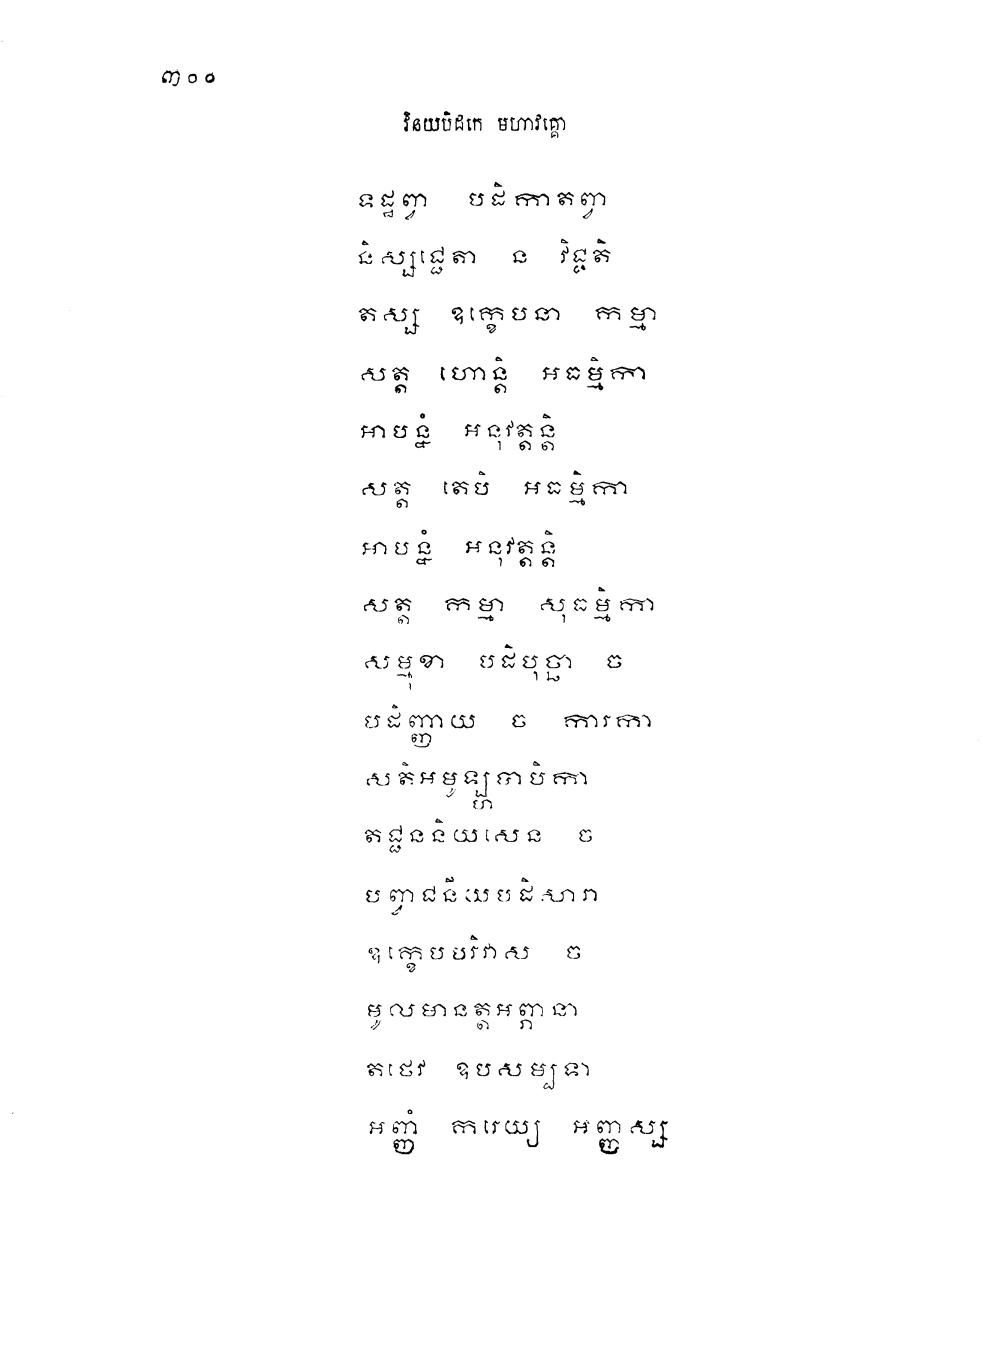 ៣០០
វិនយបិដកេ មហាវគ្គោ
ទដ្ឋព្វា បដិកាតព្វា
និស្សជ្ជេតា ន វិជ្ជតិ
តស្ស ឧក្ខេបនា កម្មា
សត្ត ហោន្តិ អធម្មិកា
អាបន្នំ អនុវត្តន្តិ
សត្ត តេបិ អធម្មិកា
អាបន្នំ អនុវត្តន្តិ
សត្ត កម្មា សុធម្មិកា
សម្មុខា បដិបុច្ឆា ច
បដិញ្ញាយ ច ការកា
សតិអមូឡ្ហបាបិកា
តជ្ជននិយសេន ច
បព្វាជនីយបដិសារា
ឧក្ខេបបរិវាស ច
មូលមានត្តអព្ភានា
តថេវ ឧបសម្បទា
អញ្ញំ ករេយ្យ អញ្ញស្ស